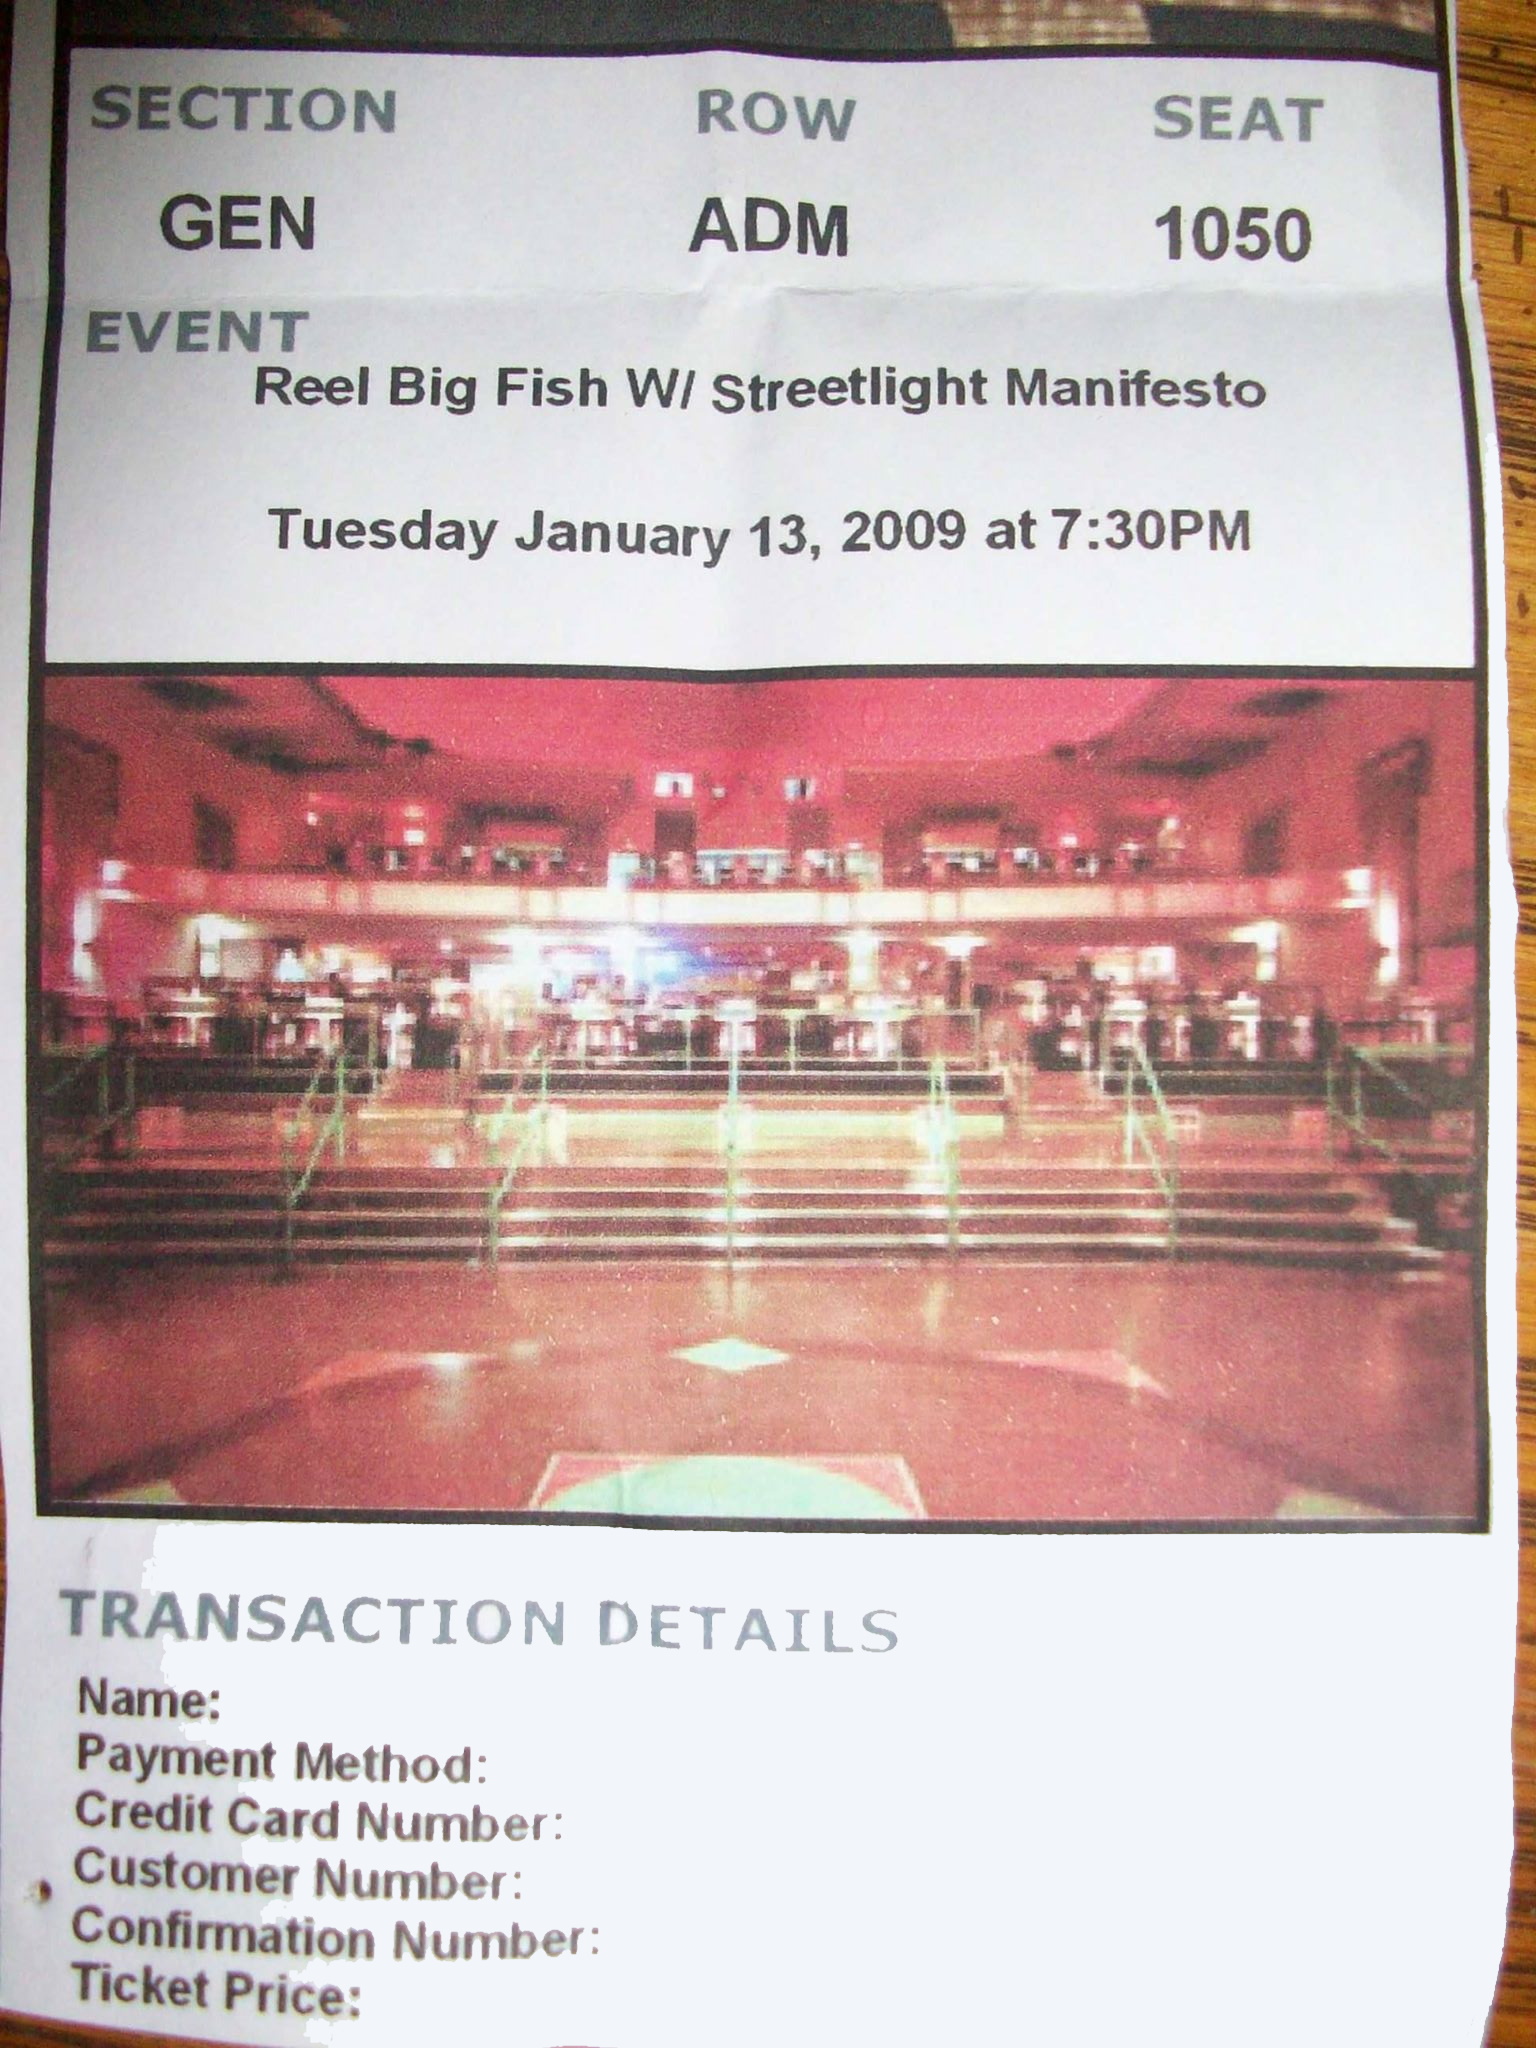 SECTION ROW SEAT
GEN ADM 1050
EVENT
Reel Big Fish W/ Streetlight Manifesto
Tuesday January 13, 2009 at 7:30PM
TRANSACTION DETAILS
Name:
Payment Method:
Credit Card Number:
Customer Number:
Confirmation Number:
Ticket Price: